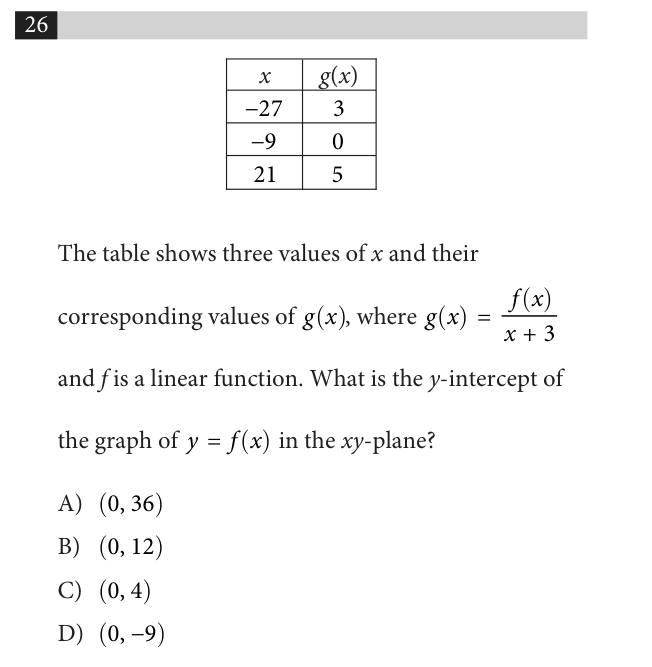 26
x g(x)
−27 3
−9 0
21 5
The table shows three values of x and their
corresponding values of g(x), where g(x) = f(x)/(x + 3)
and f is a linear function. What is the y-intercept of
the graph of y = f(x) in the xy-plane?
A) (0, 36)
B) (0, 12)
C) (0, 4)
D) (0, −9)